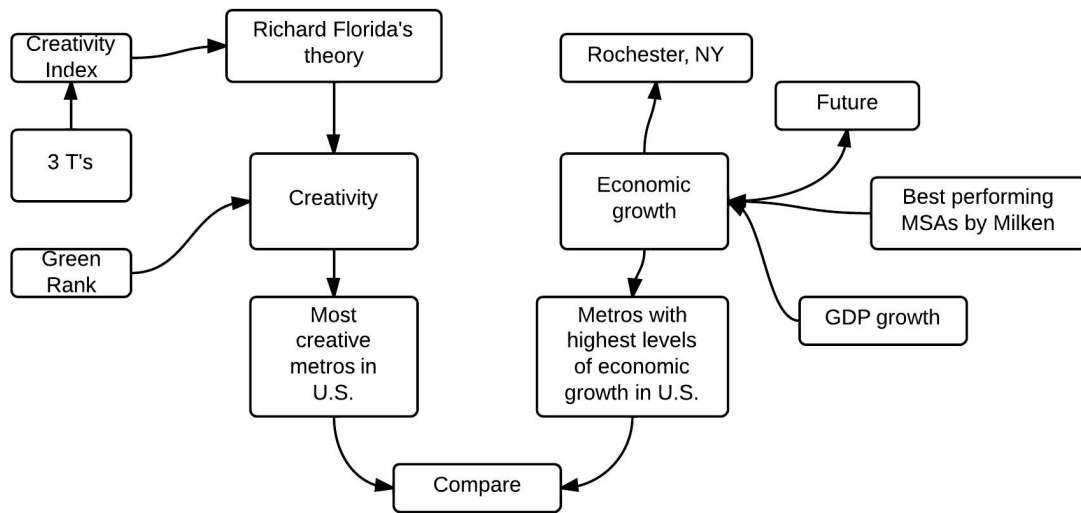 Creativity
Index
Richard Florida's
theory
Rochester, NY
Future
3 T's
Creativity
Economic
growth
Best performing
MSAs by Milken
Green
Rank
Most
creative
metros in
U.S.
Metros with
highest levels
of economic
growth in U.S.
GDP growth
Compare